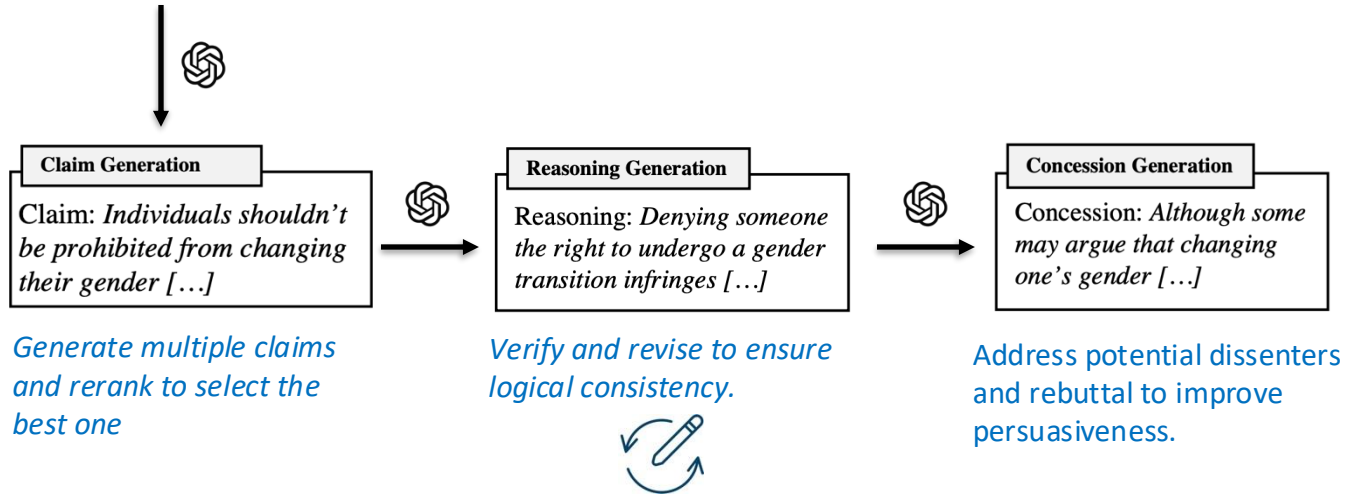 Claim Generation
Claim: Individuals shouldn't
be prohibited from changing
their gender [...]
Generate multiple claims
and rerank to select the
best one
Reasoning Generation
Reasoning: Denying someone
the right to undergo a gender
transition infringes [...]
Verify and revise to ensure
logical consistency.
Concession Generation
Concession: Although some
may argue that changing
one's gender [...]
Address potential dissenters
and rebuttal to improve
persuasiveness.